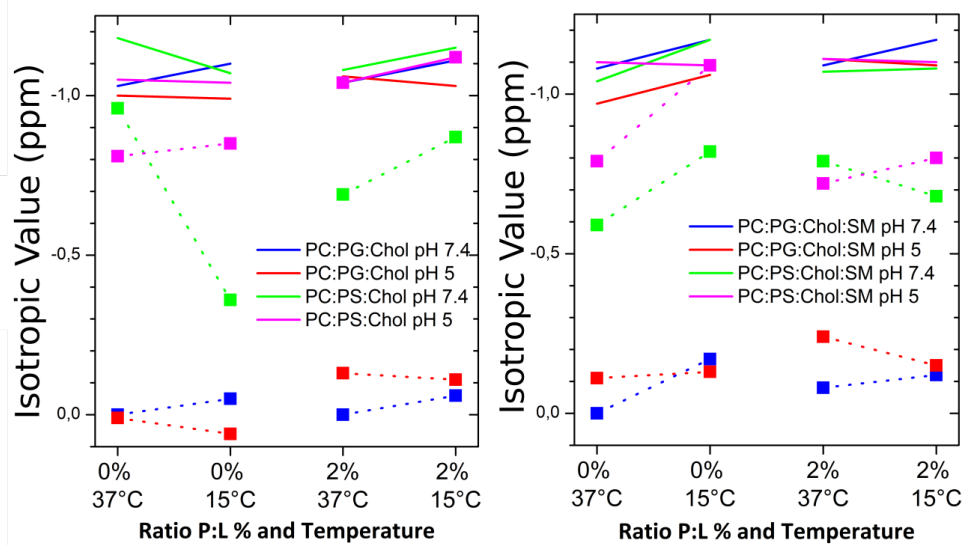 Isotropic Value (ppm)
-1,0
-0,5
0,0
PC:PG:Chol pH 7.4
PC:PG:Chol pH 5
PC:PS:Chol pH 7.4
PC:PS:Chol pH 5
0% 0% 2% 2%
37°C 15°C 37°C 15°C
Ratio P:L % and Temperature
Isotropic Value (ppm)
-1,0
-0,5
0,0
PC:PG:Chol:SM pH 7.4
PC:PG:Chol:SM pH 5
PC:PS:Chol:SM pH 7.4
PC:PS:Chol:SM pH 5
0% 0% 2% 2%
37°C 15°C 37°C 15°C
Ratio P:L % and Temperature